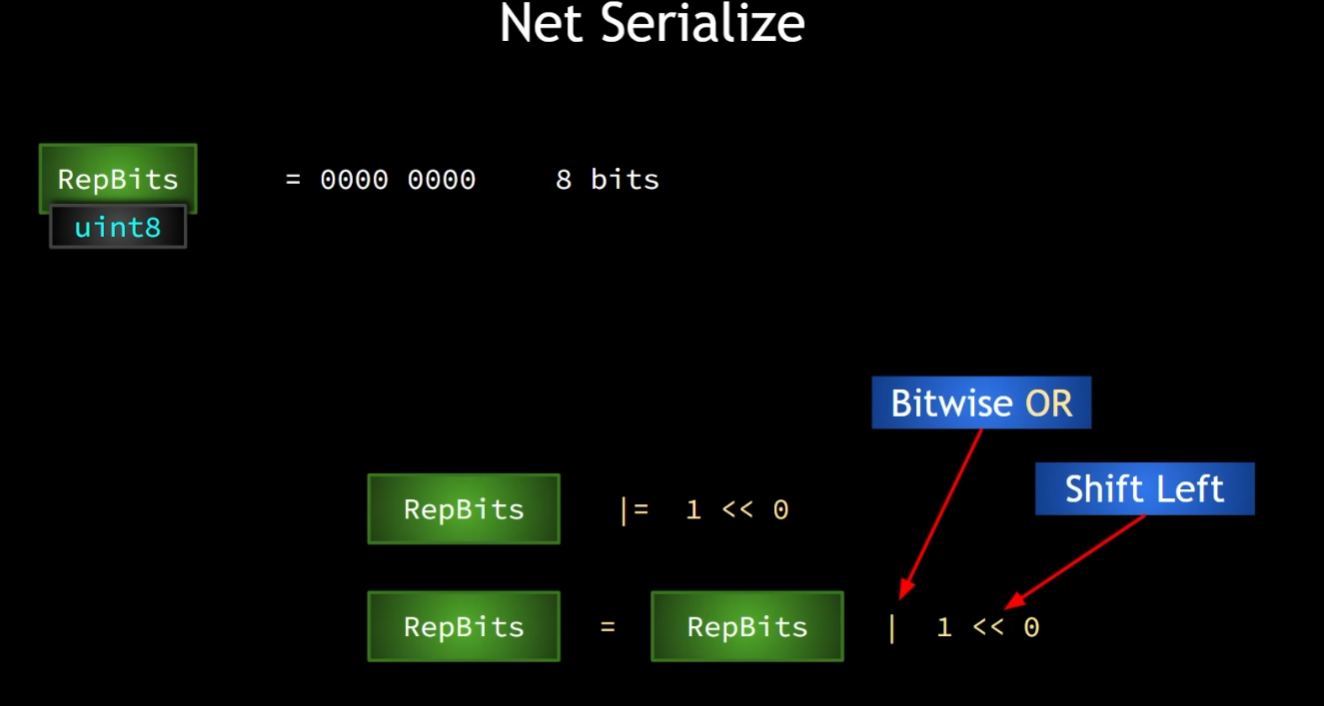 Net Serialize
RepBits = 0000 0000 8 bits
uint8
Bitwise OR
Shift Left
RepBits |= 1 << 0
RepBits = RepBits | 1 << 0